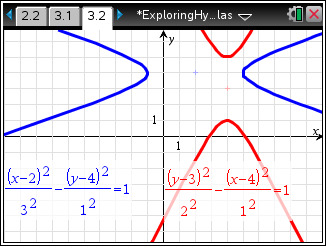 2.2 3.1 3.2 *ExploringHy...las
y
x
1
1
(x-2)²/3² - (y-4)²/1² =1
(y-3)²/2² - (x-4)²/1² =1